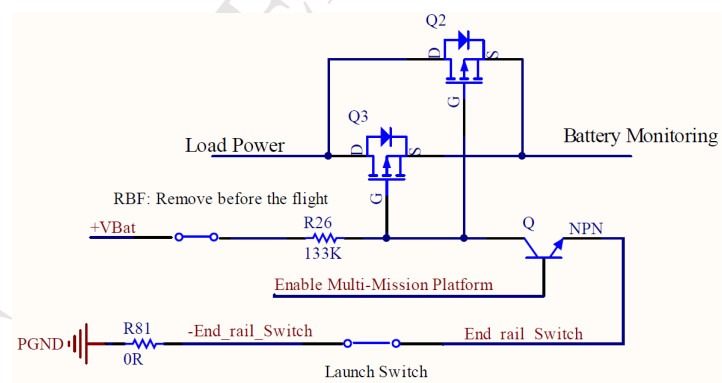 Q2
D
S
G
Q3
Load Power
D
S
Battery Monitoring
G
RBF: Remove before the flight
+VBat
R26
133K
Q
NPN
Enable Multi-Mission Platform
PGND
R81
0R
-End_rail_Switch
End_rail_Switch
Launch Switch